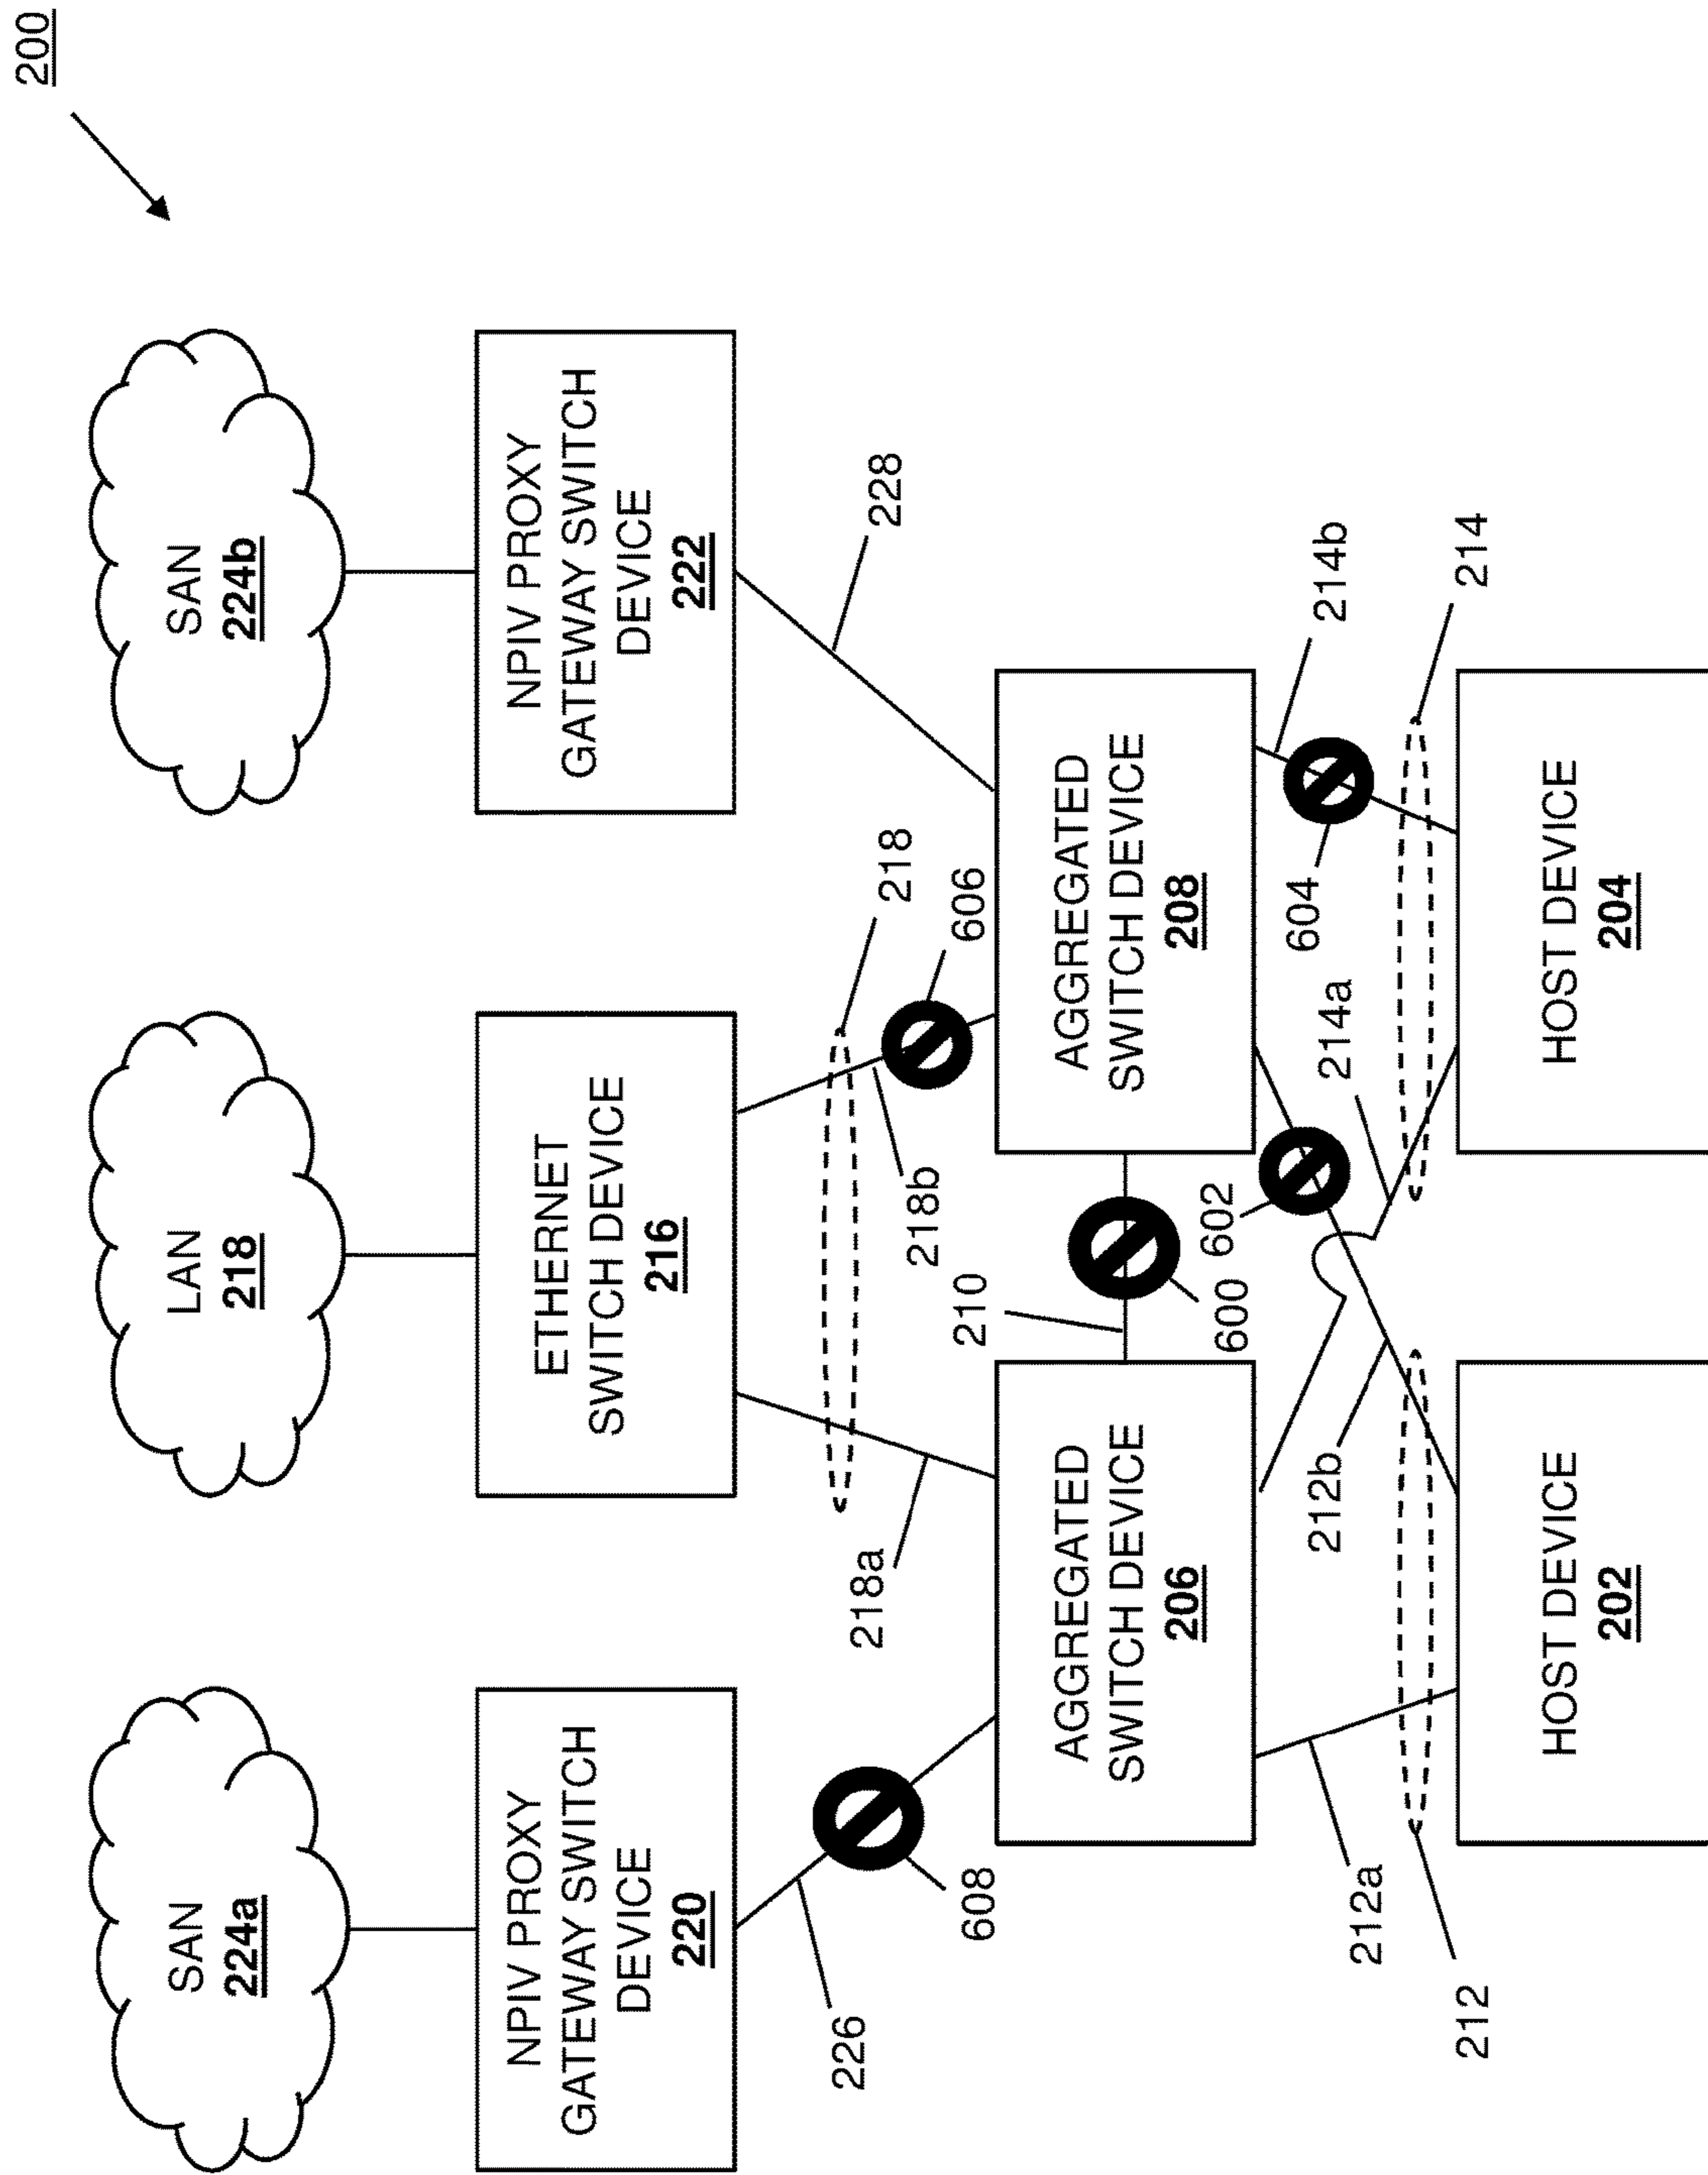 200
SAN
224a
LAN
218
SAN
224b
NPIV PROXY
GATEWAY SWITCH
DEVICE
220
ETHERNET
SWITCH DEVICE
216
NPIV PROXY
GATEWAY SWITCH
DEVICE
222
226
608
218a
218
218b
606
228
210
600
AGGREGATED
SWITCH DEVICE
206
AGGREGATED
SWITCH DEVICE
208
602
212a
212b
214a
604
214b
212
214
HOST DEVICE
202
HOST DEVICE
204